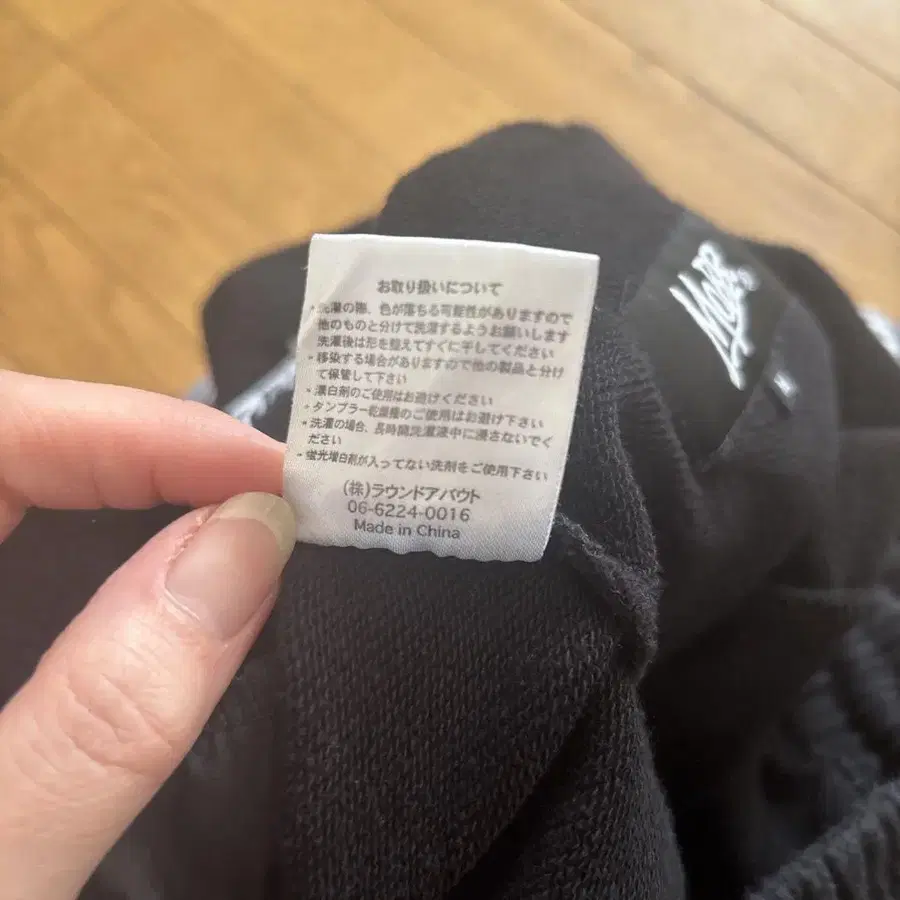 お取り扱いについて
・洗濯の際、色が落ちる可能性がありますので
他のものと分けて洗濯するようお願いします
洗濯後は形を整えてすぐに干してください
・移染する場合がありますので他の製品と分け
て保管して下さい
・漂白剤のご使用はお避けください
・タンブラー乾燥機のご使用はお避け下さい
・洗濯の場合、長時間洗濯液中に浸さないでく
ださい
・蛍光増白剤が入ってない洗剤をご使用下さい
(株)ラウンドアバウト
06-6224-0016
Made in China